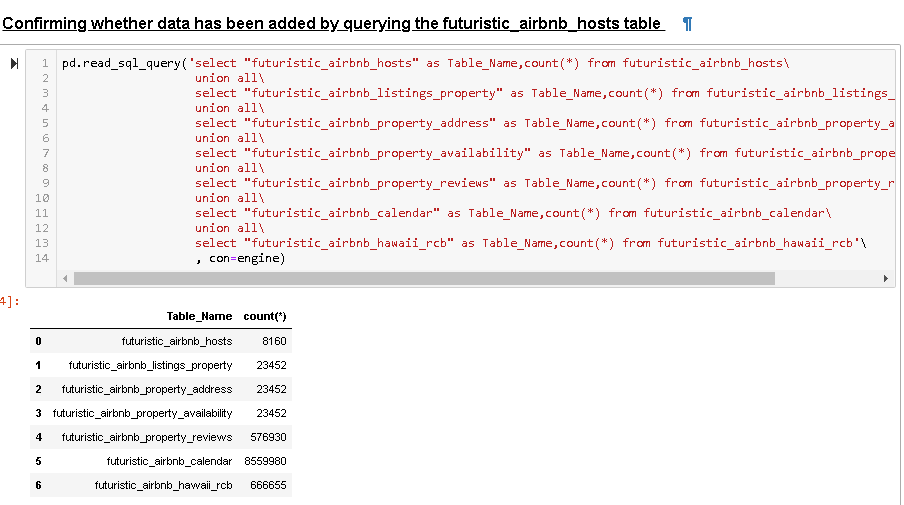 Confirming whether data has been added by querying the futuristic_airbnb_hosts table ¶
1 pd.read_sql_query('select "futuristic_airbnb_hosts" as Table_Name,count(*) from futuristic_airbnb_hosts\
2 union all\
3 select "futuristic_airbnb_listings_property" as Table_Name,count(*) from futuristic_airbnb_listings_
4 union all\
5 select "futuristic_airbnb_property_address" as Table_Name,count(*) from futuristic_airbnb_property_a
6 union all\
7 select "futuristic_airbnb_property_availability" as Table_Name,count(*) from futuristic_airbnb_prope
8 union all\
9 select "futuristic_airbnb_property_reviews" as Table_Name,count(*) from futuristic_airbnb_property_r
10 union all\
11 select "futuristic_airbnb_calendar" as Table_Name,count(*) from futuristic_airbnb_calendar\
12 union all\
13 select "futuristic_airbnb_hawaii_rcb" as Table_Name,count(*) from futuristic_airbnb_hawaii_rcb'\
14 , con=engine)
4]:
Table_Name count(*)
0 futuristic_airbnb_hosts 8160
1 futuristic_airbnb_listings_property 23452
2 futuristic_airbnb_property_address 23452
3 futuristic_airbnb_property_availability 23452
4 futuristic_airbnb_property_reviews 576930
5 futuristic_airbnb_calendar 8559980
6 futuristic_airbnb_hawaii_rcb 666655